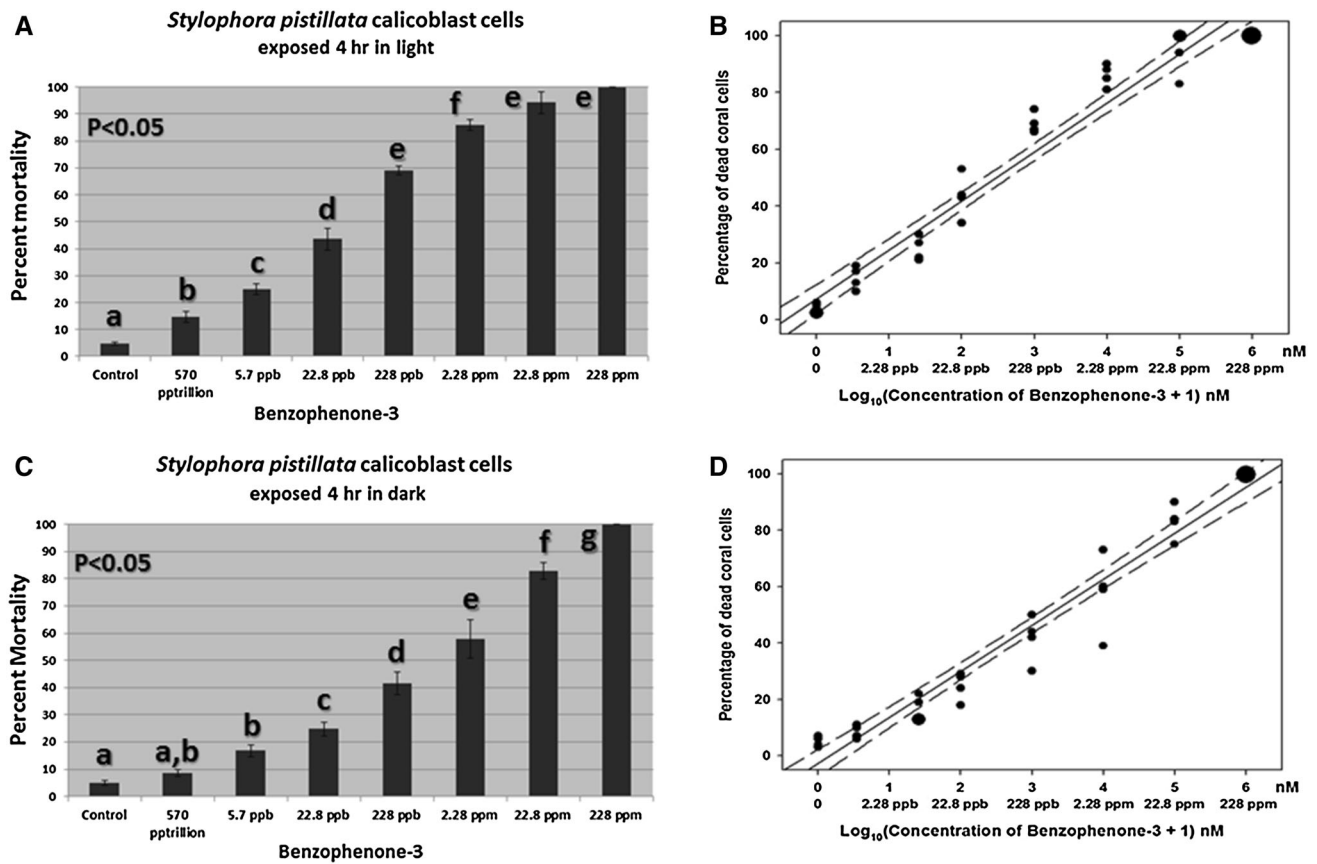 A
Stylophora pistillata calicoblast cells
exposed 4 hr in light
P<0.05
Percent mortality
100
90
80
70
60
50
40
30
20
10
0
a
b
c
d
e
f
e
e
Control
570 pptrillion
5.7 ppb
22.8 ppb
228 ppb
2.28 ppm
22.8 ppm
228 ppm
Benzophenone-3
B
Percentage of dead coral cells
100
80
60
40
20
0
0 1 2 3 4 5 6 nM
0 2.28 ppb 22.8 ppb 228 ppb 2.28 ppm 22.8 ppm 228 ppm
Log10(Concentration of Benzophenone-3 + 1) nM
C
Stylophora pistillata calicoblast cells
exposed 4 hr in dark
P<0.05
Percent Mortality
100
90
80
70
60
50
40
30
20
10
0
a
a,b
b
c
d
e
f
g
Control
570 pptrillion
5.7 ppb
22.8 ppb
228 ppb
2.28 ppm
22.8 ppm
228 ppm
Benzophenone-3
D
Percentage of dead coral cells
100
80
60
40
20
0
0 1 2 3 4 5 6 nM
0 2.28 ppb 22.8 ppb 228 ppb 2.28 ppm 22.8 ppm 228 ppm
Log10(Concentration of Benzophenone-3 + 1) nM